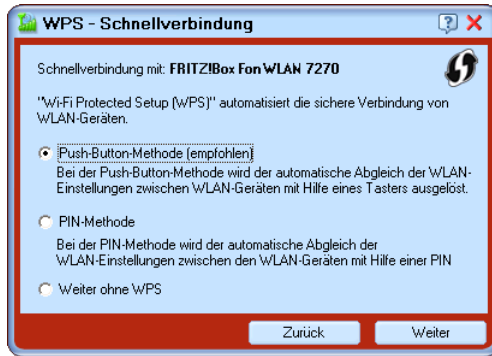 WPS - Schnellverbindung
Schnellverbindung mit: FRITZ!Box Fon WLAN 7270
"Wi-Fi Protected Setup (WPS)" automatisiert die sichere Verbindung von
WLAN-Geräten.
Push-Button-Methode (empfohlen)
Bei der Push-Button-Methode wird der automatische Abgleich der WLAN-
Einstellungen zwischen WLAN-Geräten mit Hilfe eines Tasters ausgelöst.
PIN-Methode
Bei der PIN-Methode wird der automatische Abgleich der
WLAN-Einstellungen zwischen den WLAN-Geräten mit Hilfe einer PIN
Weiter ohne WPS
Zurück Weiter